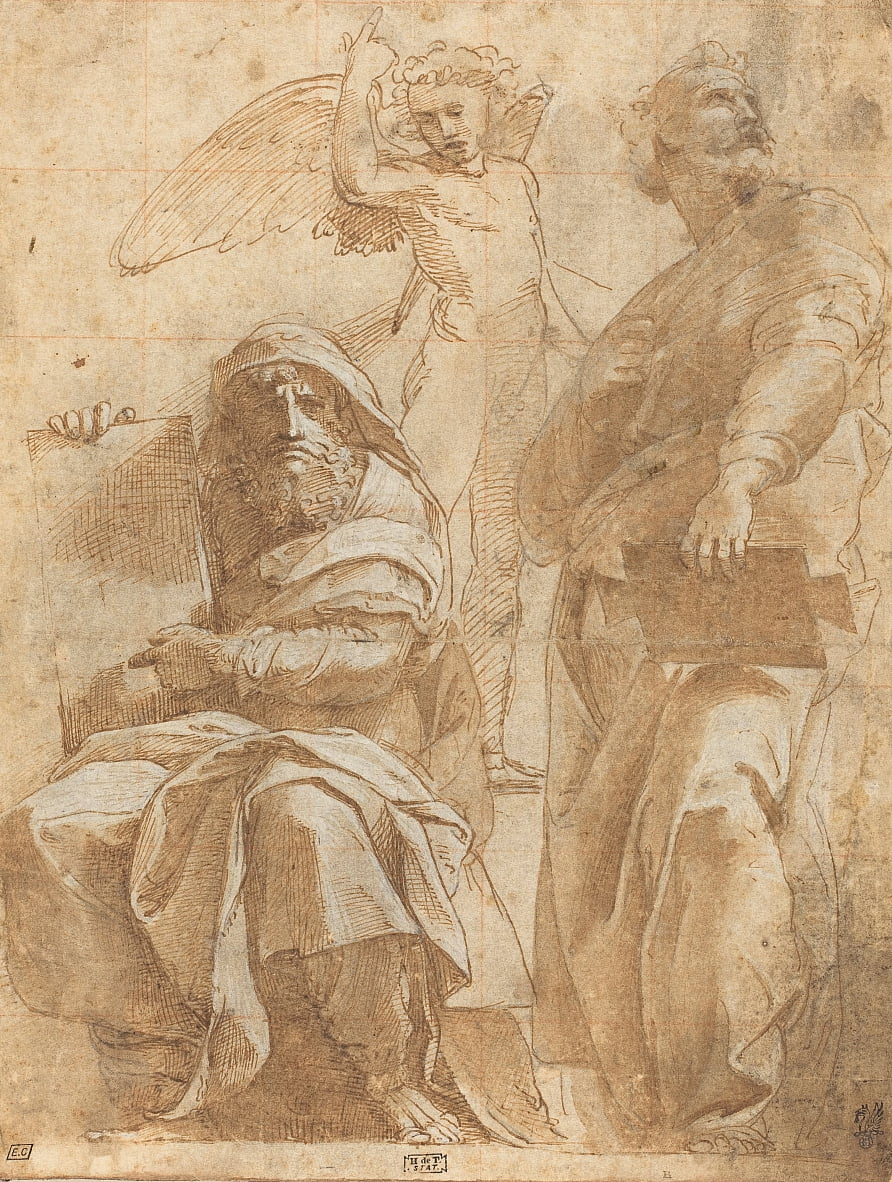 E.C
H de T.
STAT.